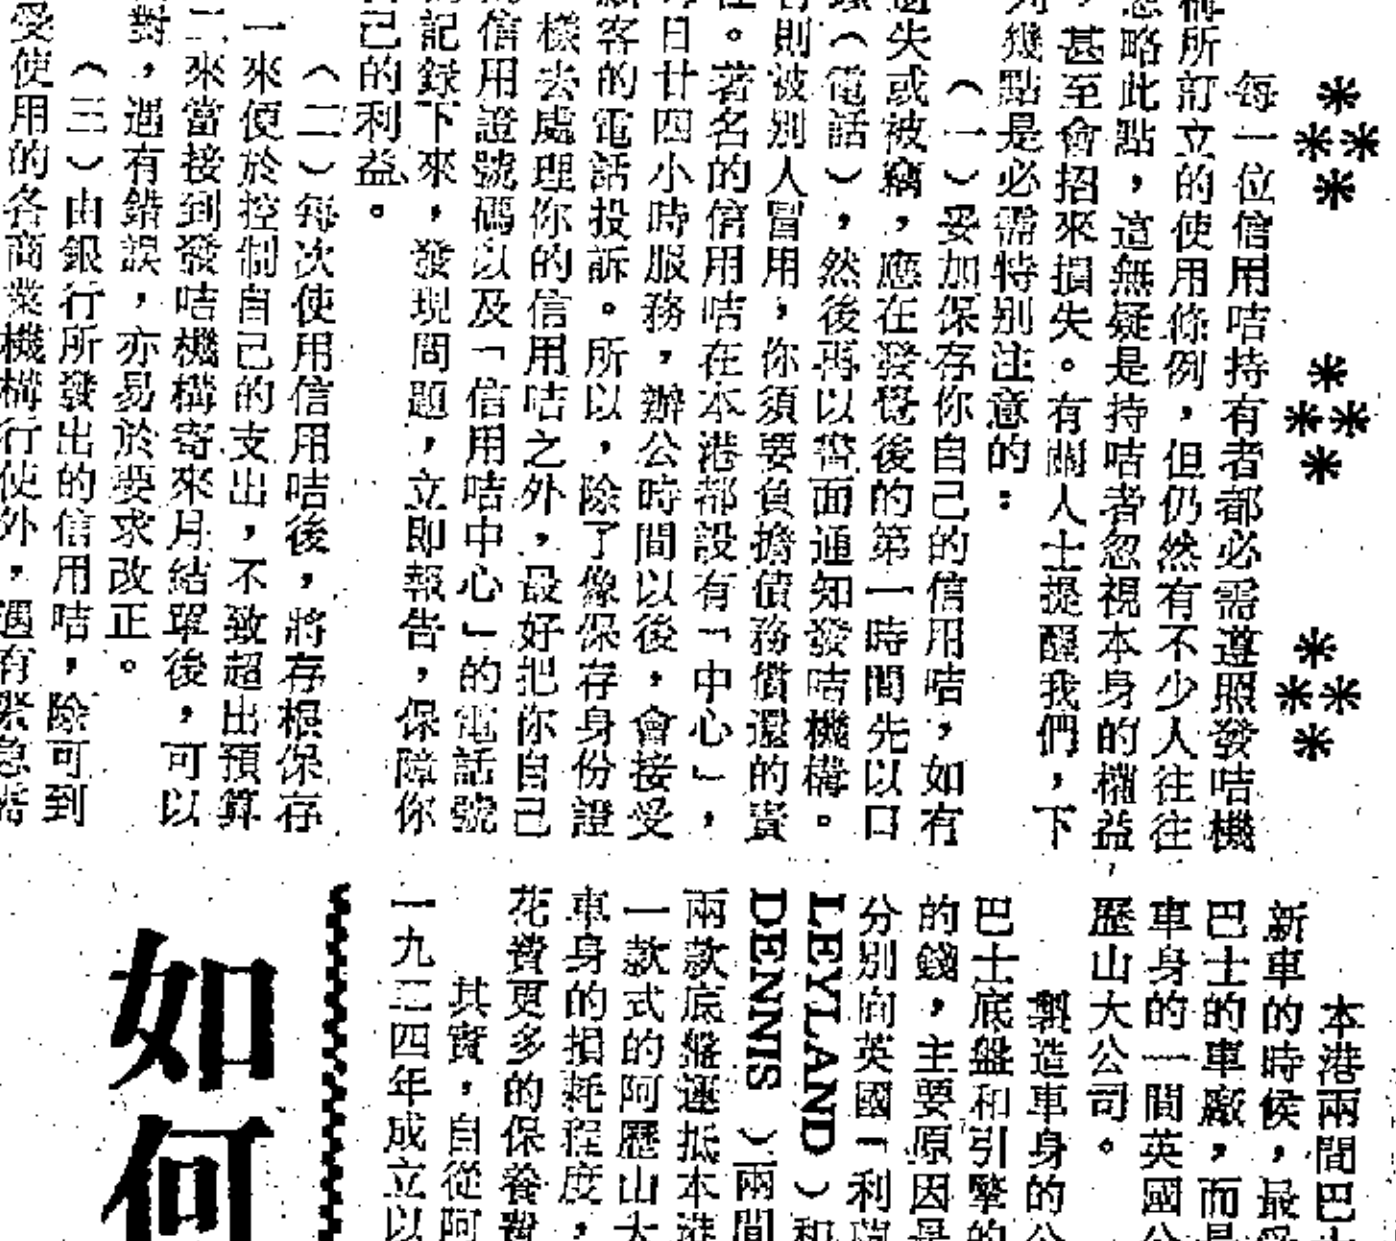 每一位信用咭持有者都必需遵照發咭機
構所訂立的使用條例，但仍然有不少人往往
忽略此點，這無疑是持咭者忽視本身的權益
，甚至會招來損失。有關人士提醒我們，下
列幾點是必需特別注意的：
（一）妥加保存你自己的信用咭，如有
遺失或被竊，應在發覺後的第一時間先以口
頭（電話），然後再以書面通知發咭機構。
否則被別人冒用，你須要負擔債務償還的責
任。著名的信用咭在本港都設有「中心」，
每日廿四小時服務，辦公時間以後，會接受
顧客的電話投訴。所以，除了像保存身份證
一樣去處理你的信用咭之外，最好把你自己
的信用證號碼以及「信用咭中心」的電話號
碼記錄下來，發現問題，立即報告，保障你
自己的利益。
（二）每次使用信用咭後，將存根保存
一來便於控制自己的支出，不致超出預算
二來當接到發咭機構寄來月結單後，可以
對，遇有錯誤，亦易於要求改正。
（三）由銀行所發出的信用咭，除可到
受使用的各商業機構行使外，遇有緊急需
本港兩間巴士
新車的時候，最受
巴士的車廠，而是
車身的一間英國公
歷山大公司。
製造車身的公
巴士底盤和引擎的
的錢，主要原因是
分別向英國「利蘭
LEYLAND）和
DENNIS）兩間
兩款底盤運抵本港
一款式的阿歷山大
車身的損耗程度，
花費更多的保養費
其實，自從阿
一九二四年成立以
如何